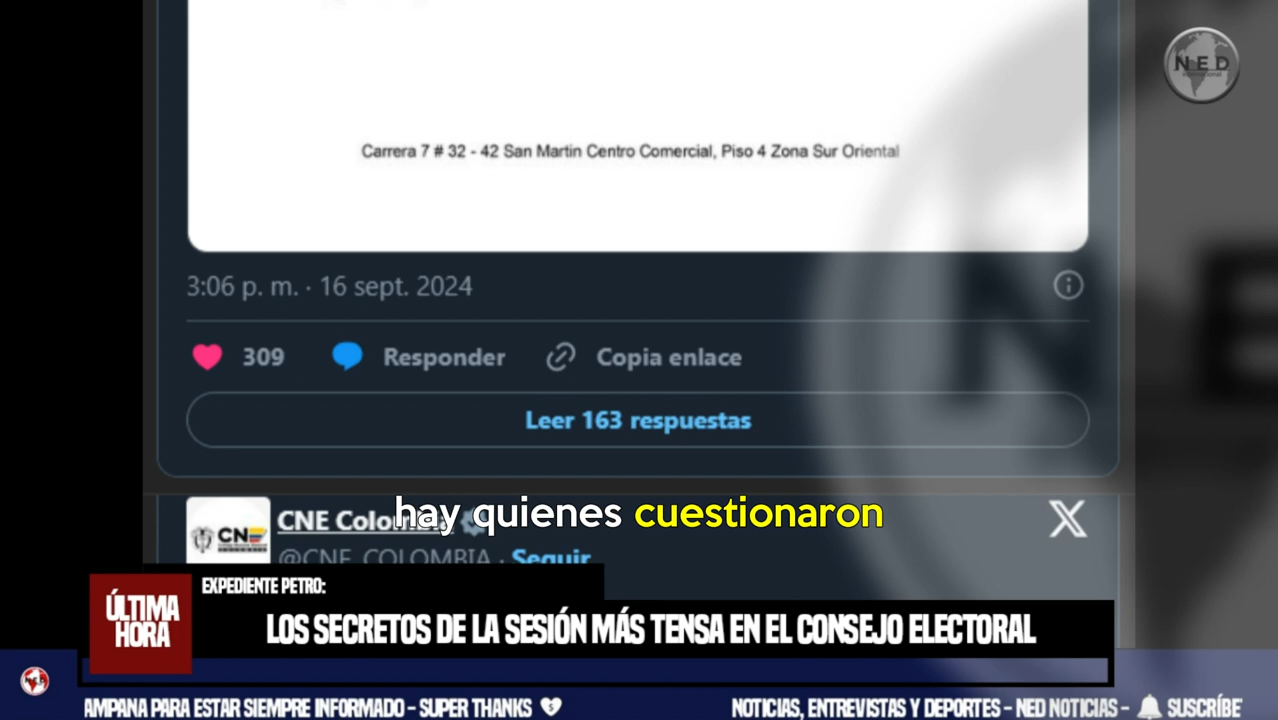 NED
international
Carrera 7 # 32 - 42 San Martin Centro Comercial, Piso 4 Zona Sur Oriental
3:06 p. m. · 16 sept. 2024
309 Responder Copia enlace
Leer 163 respuestas
hay quienes cuestionaron
CNE
CNE Colombia
@CNE_COLOMBIA · Seguir
EXPEDIENTE PETRO:
ÚLTIMA HORA
LOS SECRETOS DE LA SESIÓN MÁS TENSA EN EL CONSEJO ELECTORAL
AMPANA PARA ESTAR SIEMPRE INFORMADO - SUPER THANKS
NOTICIAS, ENTREVISTAS Y DEPORTES - NED NOTICIAS - SUSCRÍBE